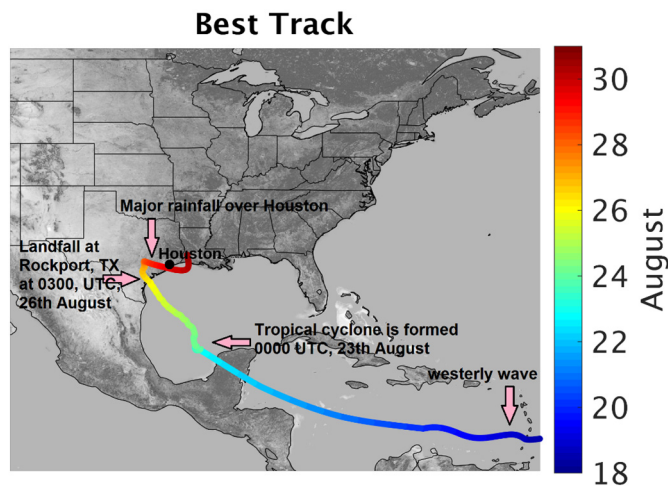 Best Track
Major rainfall over Houston
Landfall at
Rockport, TX
at 0300, UTC,
26th August
Houston
Tropical cyclone is formed
0000 UTC, 23th August
westerly wave
30
28
26
24
22
20
18
August